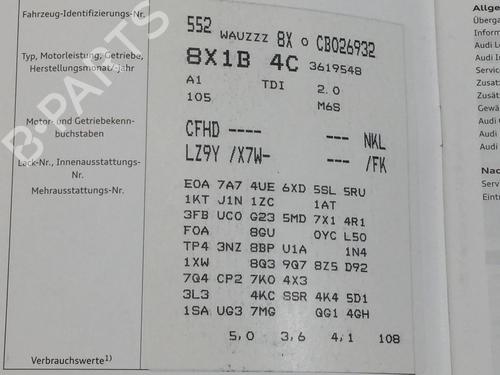 Fahrzeug-Identifizierungs-Nr.
552 WAUZZZ 8X 0 CB026932
8X1B 4C 3619548
Typ, Motorleistung, Getriebe,
Herstellungsmonat/jahr
A1 TDI 2.0
105 M6S
Motor- und Getriebekenn-
buchstaben
CFHD ---- --- NKL
LZ9Y /X7W- --- /FK
Lack-Nr., Innenausstattungs-
Nr.
Mehrausstattungs-Nr.
E0A 7A7 4UE 6XD 5SL 5RU
1KT J1N 1ZC 1AT
3FB UC0 G23 5MD 7X1 4R1
F0A 8GU 0YC L50
TP4 3NZ 8BP U1A 1N4
1XW 8Q3 9Q7 8Z5 D92
7Q4 CP2 7K0 4X3
3L3 4KC SSR 4K4 5D1
1SA UG3 7MG QG1 4GH
5,0 3,6 4,1 108
Verbrauchswerte1)
B-PARTS
Allge
Überga
Audi L
Audi I
Audi S
Zusat
Zusät
Gewä
Audi
Audi
Nac
Serv
Eint